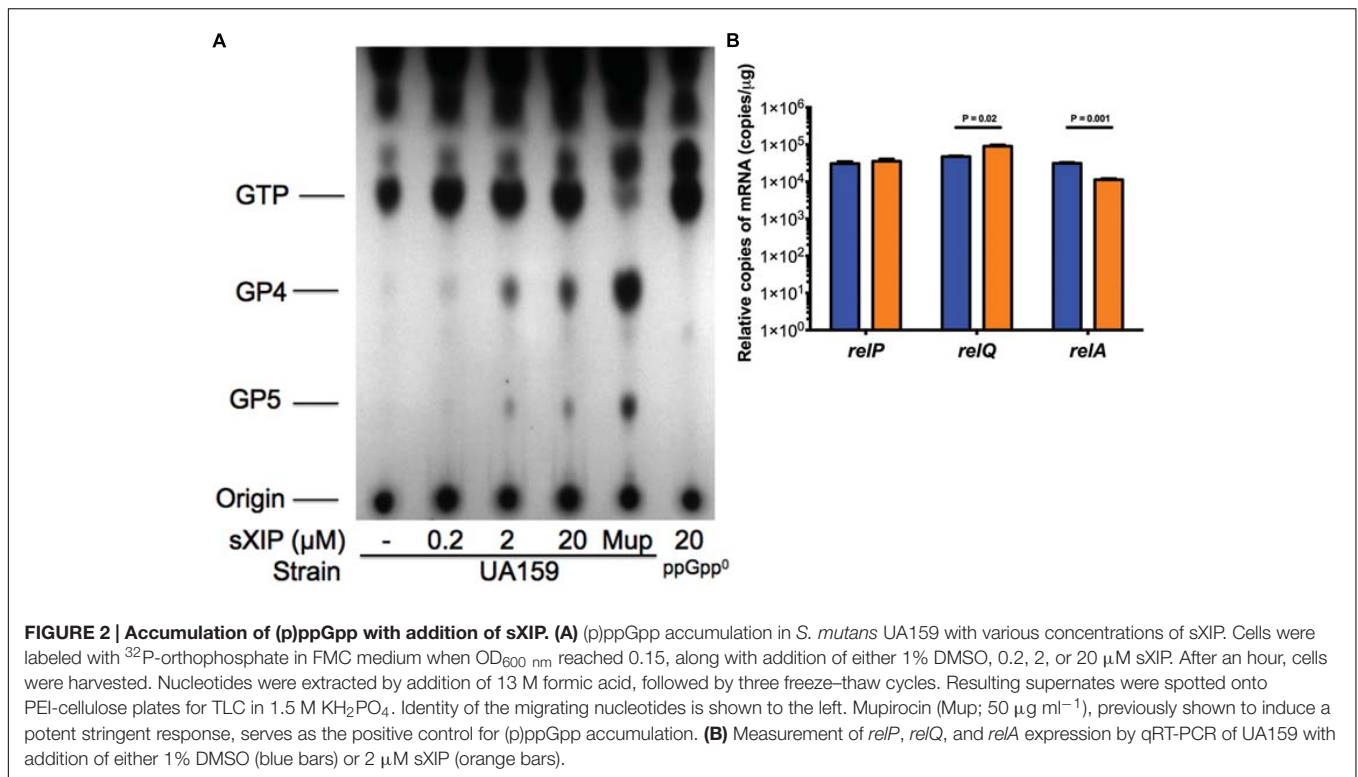 A
GTP
GP4
GP5
Origin
sXIP (µM) - 0.2 2 20 Mup 20
Strain UA159 ppGpp⁰
B
Relative copies of mRNA (copies/µg)
1×10⁶
1×10⁵
1×10⁴
1×10³
1×10²
1×10¹
1×10⁰
P = 0.02
P = 0.001
relP relQ relA
FIGURE 2 | Accumulation of (p)ppGpp with addition of sXIP. (A) (p)ppGpp accumulation in S. mutans UA159 with various concentrations of sXIP. Cells were
labeled with ³²P-orthophosphate in FMC medium when OD₆₀₀ ₙₘ reached 0.15, along with addition of either 1% DMSO, 0.2, 2, or 20 µM sXIP. After an hour, cells
were harvested. Nucleotides were extracted by addition of 13 M formic acid, followed by three freeze–thaw cycles. Resulting supernates were spotted onto
PEI-cellulose plates for TLC in 1.5 M KH₂PO₄. Identity of the migrating nucleotides is shown to the left. Mupirocin (Mup; 50 µg ml⁻¹), previously shown to induce a
potent stringent response, serves as the positive control for (p)ppGpp accumulation. (B) Measurement of relP, relQ, and relA expression by qRT-PCR of UA159 with
addition of either 1% DMSO (blue bars) or 2 µM sXIP (orange bars).